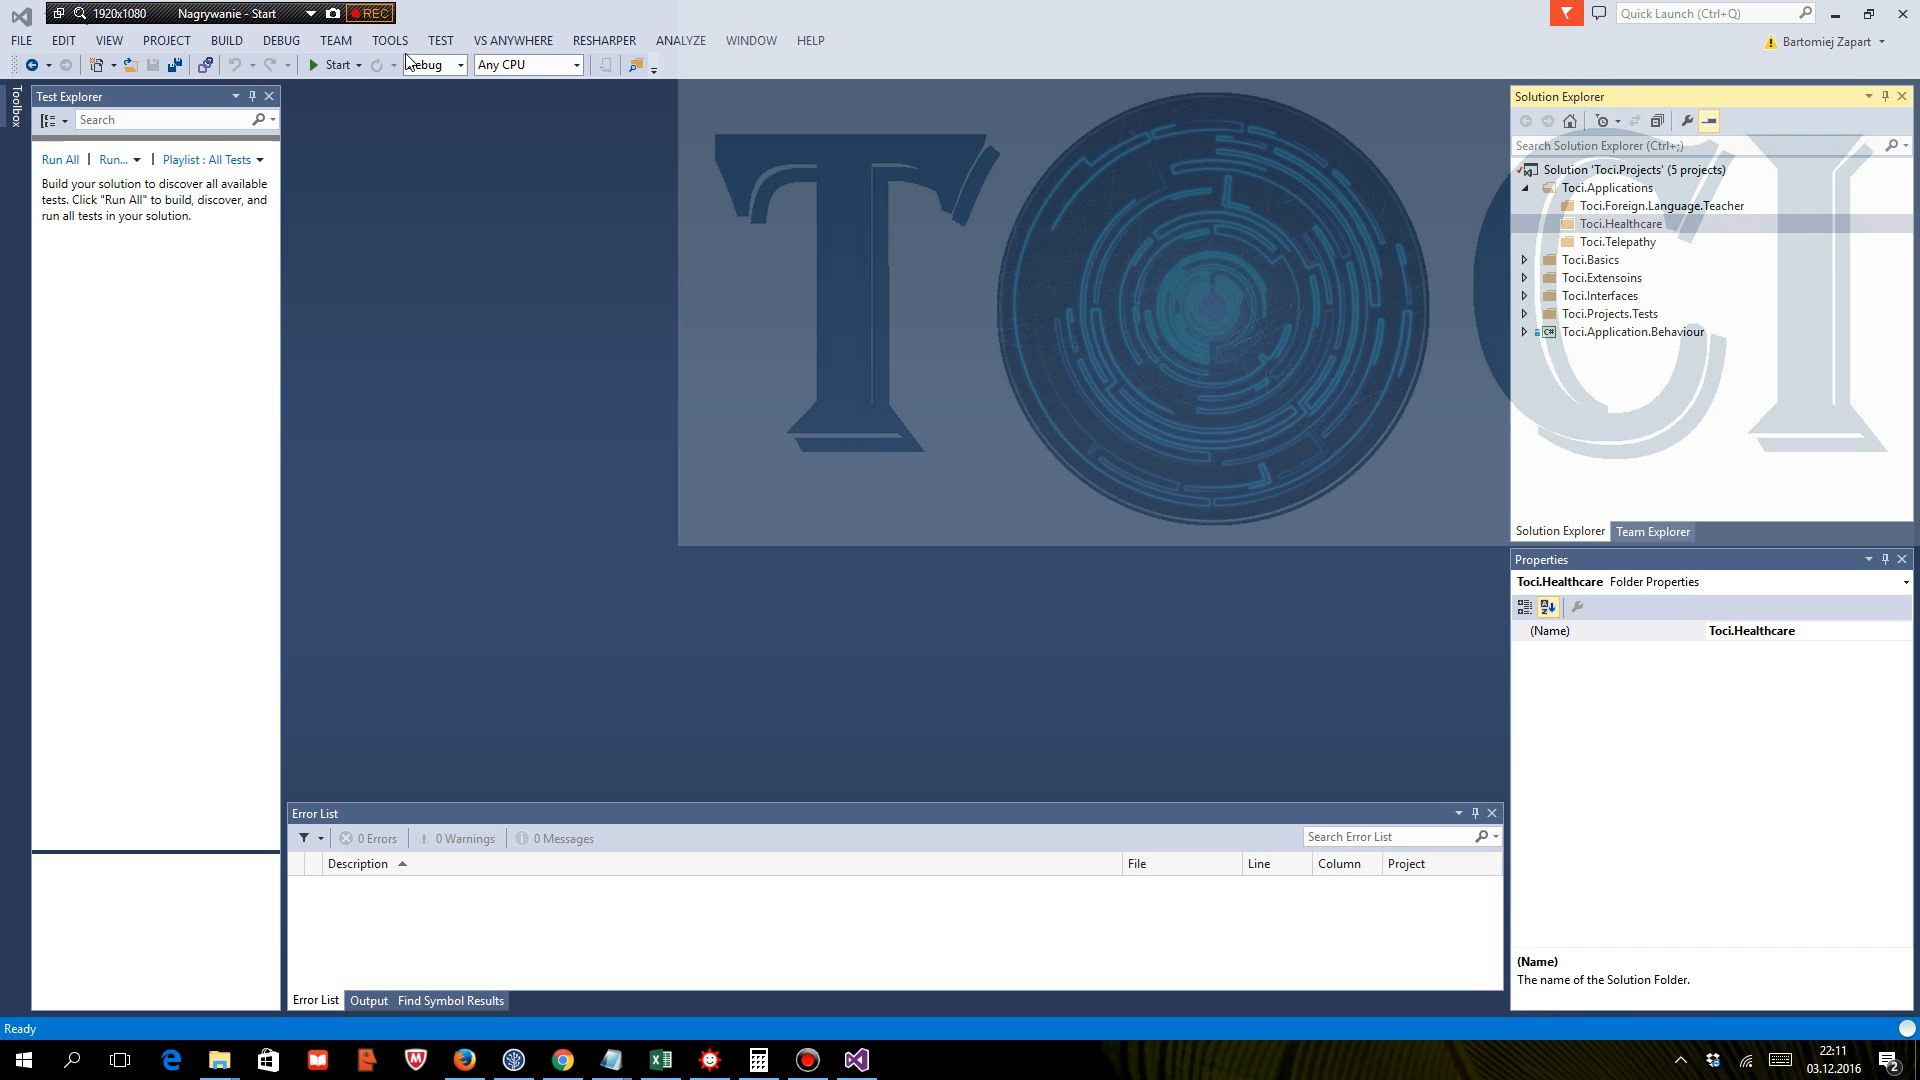 1920x1080 Nagrywanie - Start REC
Quick Launch (Ctrl+Q)
FILE EDIT VIEW PROJECT BUILD DEBUG TEAM TOOLS TEST VS ANYWHERE RESHARPER ANALYZE WINDOW HELP
Bartomiej Zapart
Start Debug Any CPU
Toolbox
Test Explorer
Search
Run All | Run... | Playlist : All Tests
Build your solution to discover all available
tests. Click "Run All" to build, discover, and
run all tests in your solution.
TOCI
Solution Explorer
Search Solution Explorer (Ctrl+;)
Solution 'Toci.Projects' (5 projects)
Toci.Applications
Toci.Foreign.Language.Teacher
Toci.Healthcare
Toci.Telepathy
Toci.Basics
Toci.Extensoins
Toci.Interfaces
Toci.Projects.Tests
C# Toci.Application.Behaviour
Solution Explorer Team Explorer
Properties
Toci.Healthcare Folder Properties
(Name) Toci.Healthcare
(Name)
The name of the Solution Folder.
Error List
0 Errors 0 Warnings 0 Messages
Search Error List
Description File Line Column Project
Error List Output Find Symbol Results
Ready
22:11
03.12.2016
2